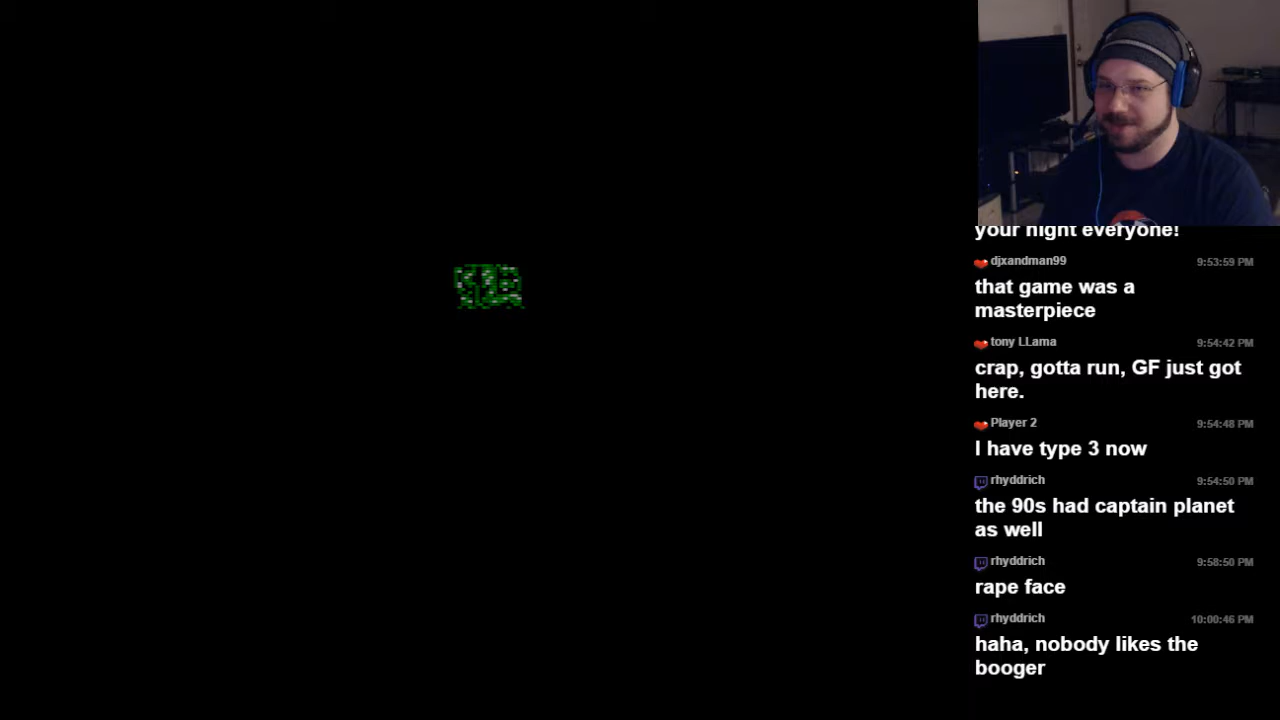 your night everyone!
djxandman99 9:53:59 PM
that game was a
masterpiece
tony LLama 9:54:42 PM
crap, gotta run, GF just got
here.
Player 2 9:54:48 PM
I have type 3 now
rhyddrich 9:54:50 PM
the 90s had captain planet
as well
rhyddrich 9:58:50 PM
rape face
rhyddrich 10:00:46 PM
haha, nobody likes the
booger